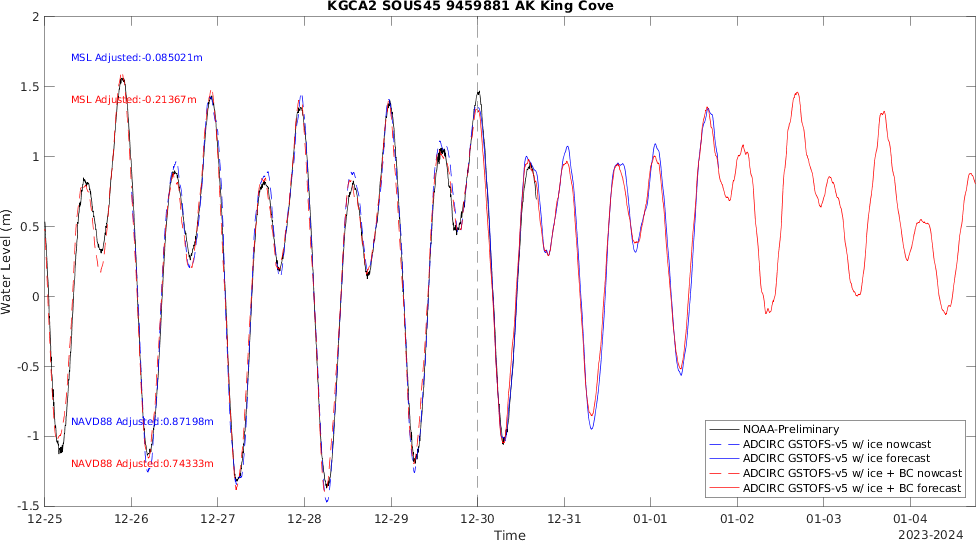 KGCA2 SOUS45 9459881 AK King Cove
2
1.5
1
0.5
0
-0.5
-1
-1.5
Water Level (m)
MSL Adjusted:-0.085021m
MSL Adjusted:-0.21367m
NAVD88 Adjusted:0.87198m
NAVD88 Adjusted:0.74333m
NOAA-Preliminary
ADCIRC GSTOFS-v5 w/ ice nowcast
ADCIRC GSTOFS-v5 w/ ice forecast
ADCIRC GSTOFS-v5 w/ ice + BC nowcast
ADCIRC GSTOFS-v5 w/ ice + BC forecast
12-25 12-26 12-27 12-28 12-29 12-30 12-31 01-01 01-02 01-03 01-04
Time
2023-2024